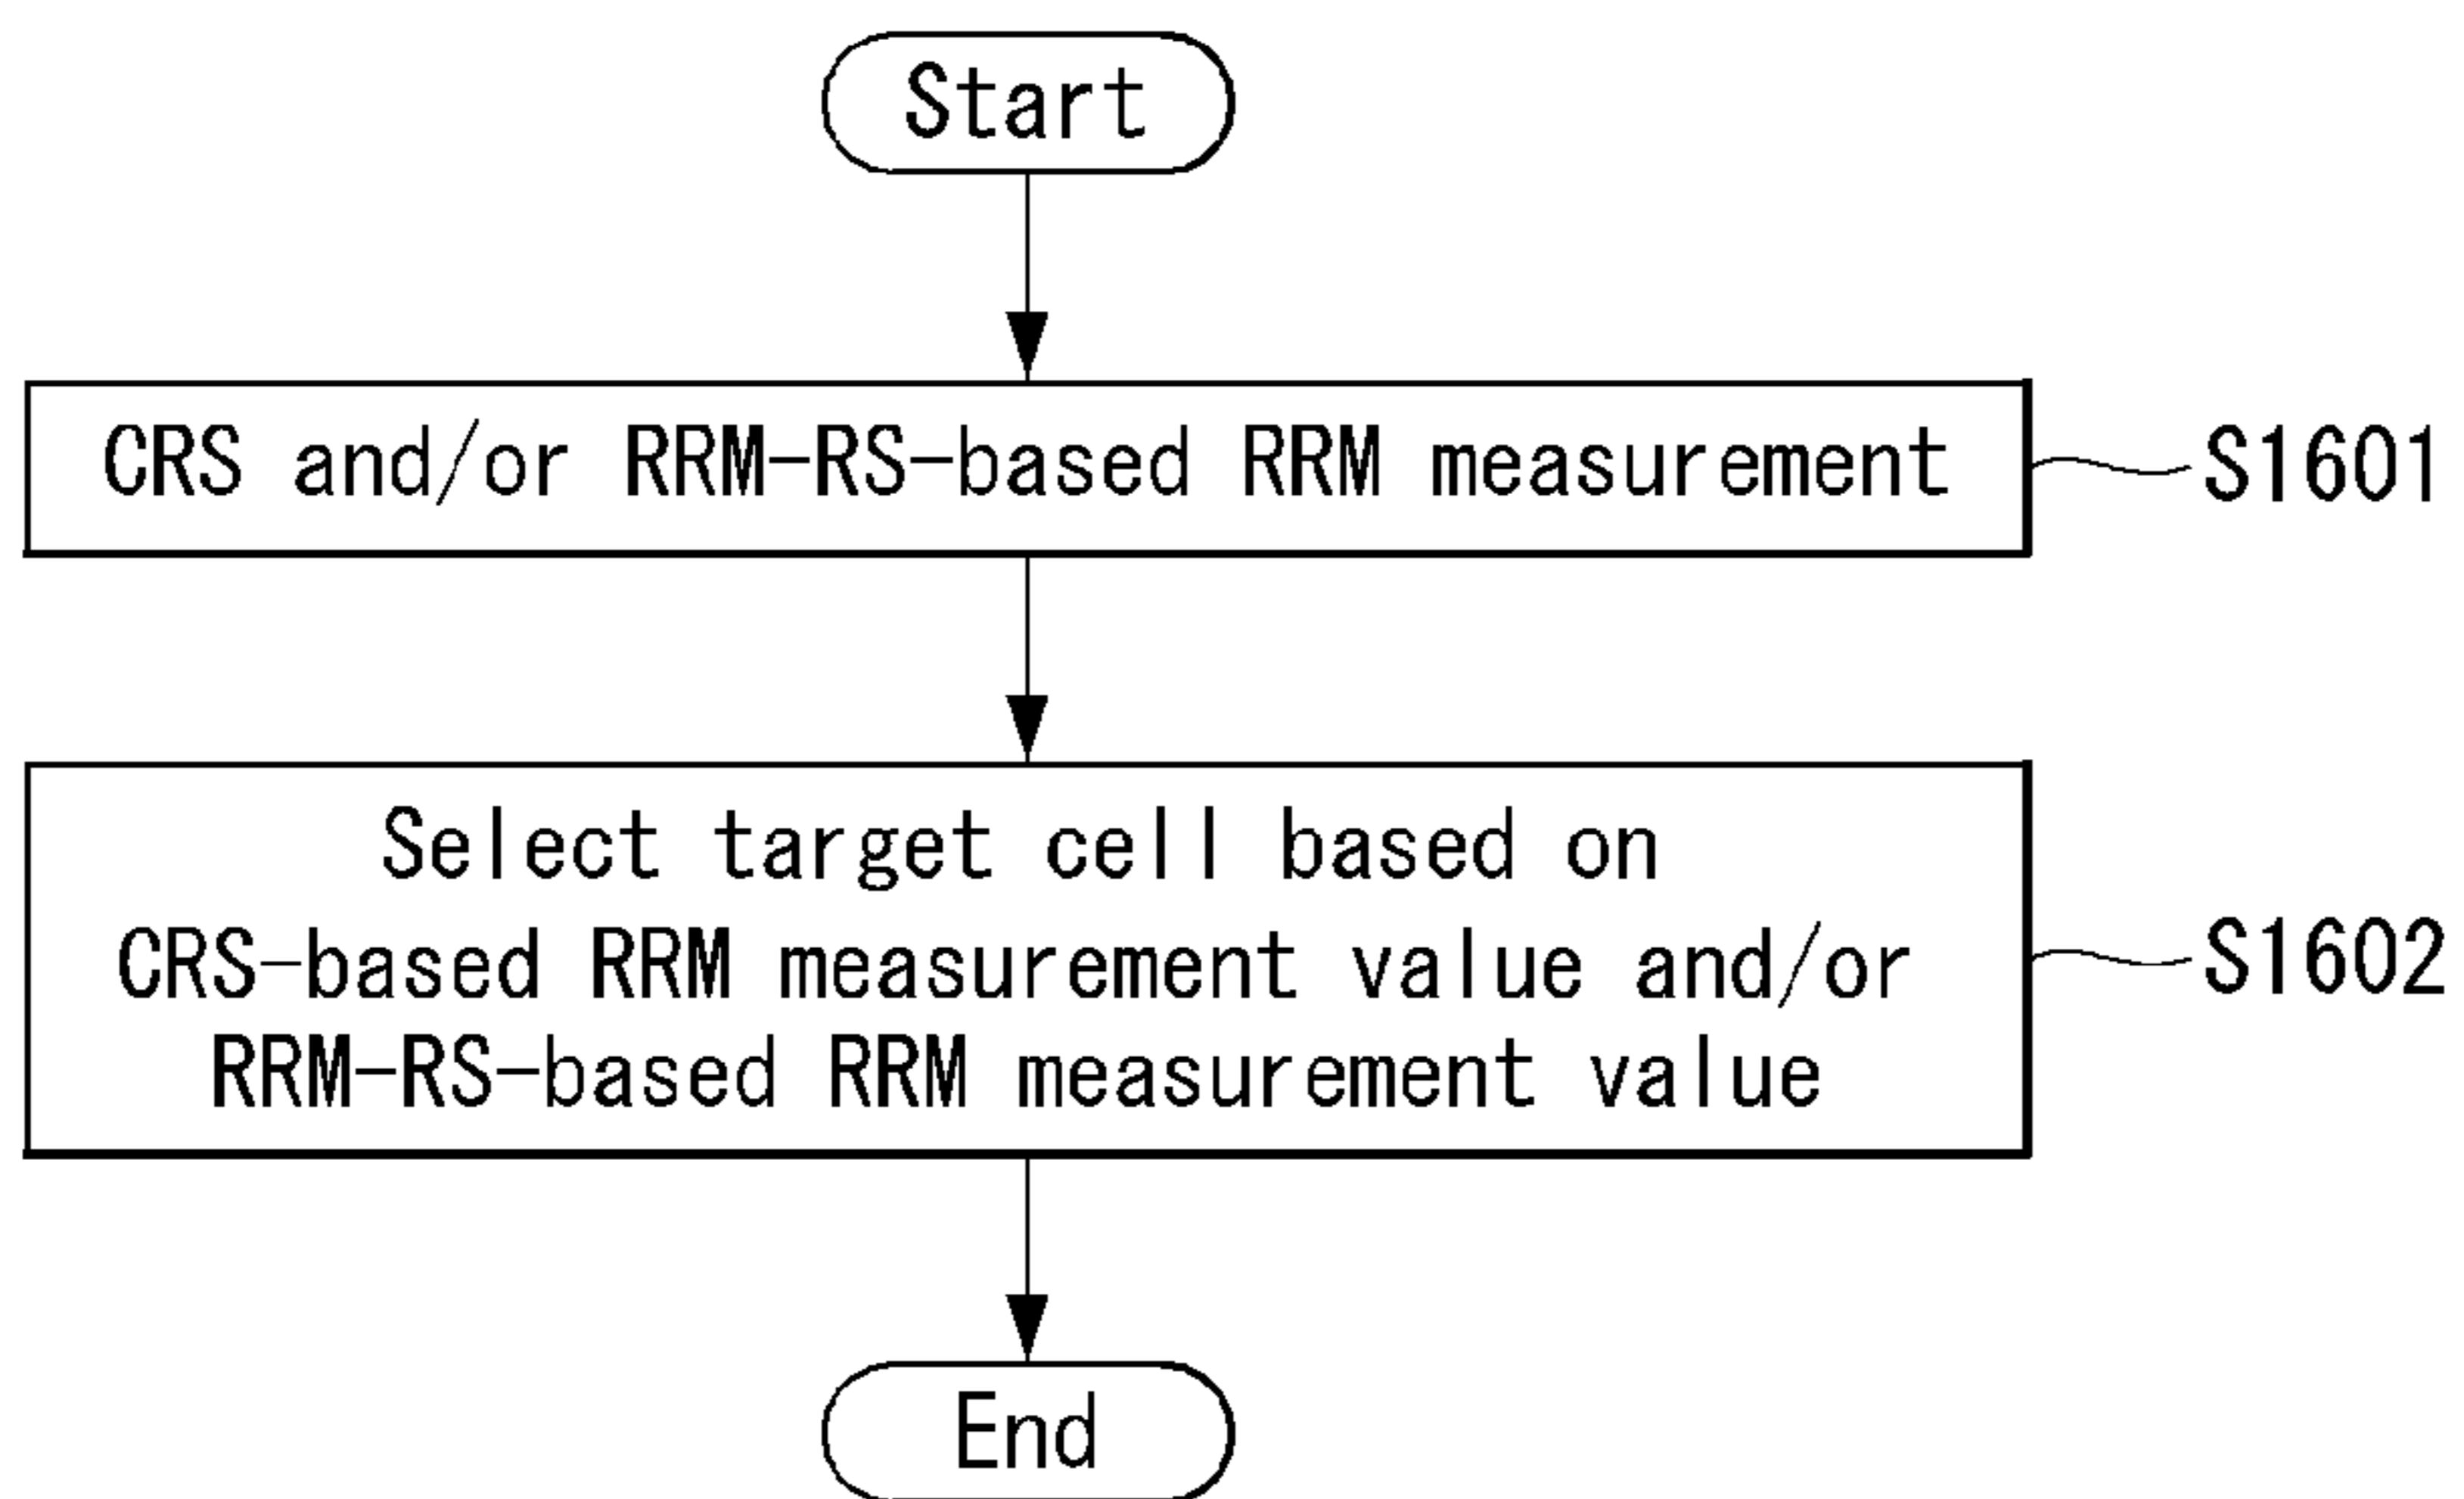 Start
CRS and/or RRM-RS-based RRM measurement
S1601
Select target cell based on
CRS-based RRM measurement value and/or
RRM-RS-based RRM measurement value
S1602
End